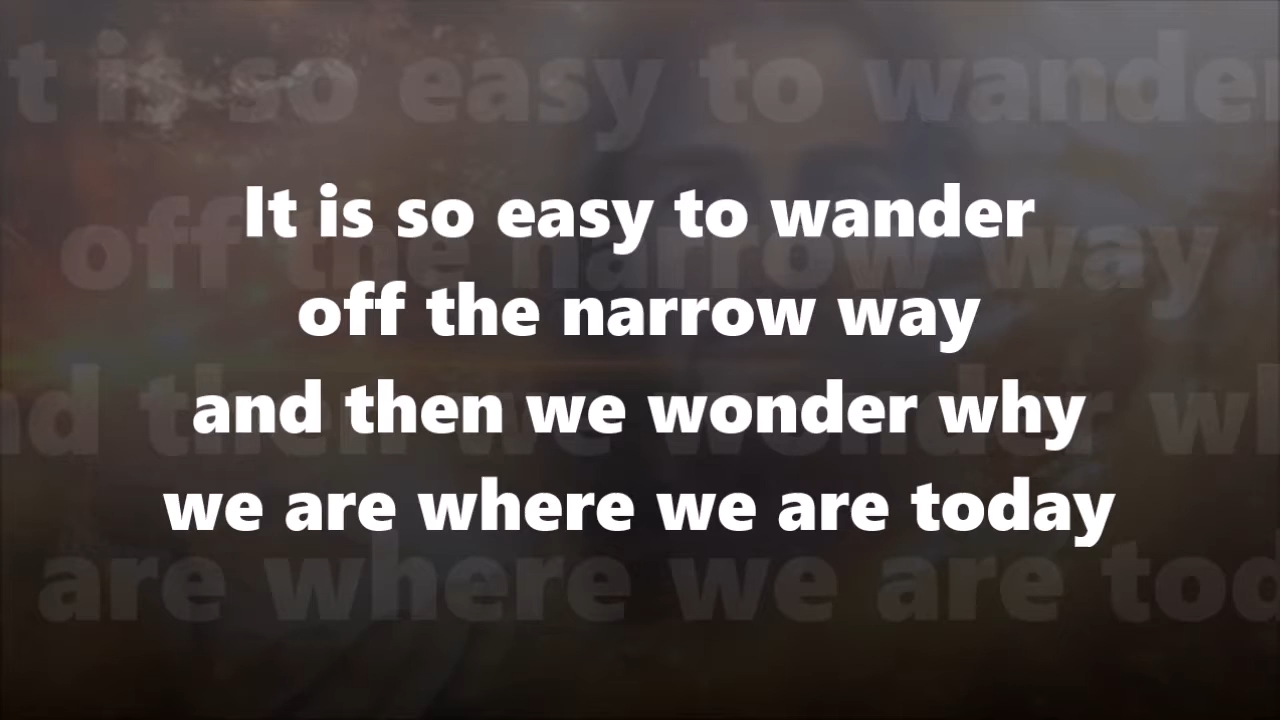 It is so easy to wander
off the narrow way
and then we wonder why
we are where we are today